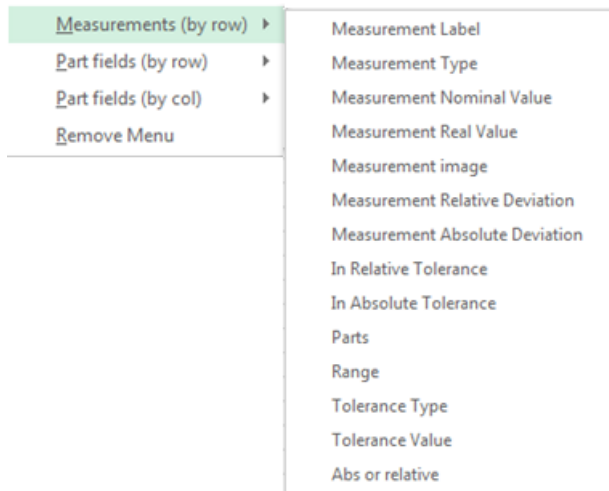 Measurements (by row)
Part fields (by row)
Part fields (by col)
Remove Menu
Measurement Label
Measurement Type
Measurement Nominal Value
Measurement Real Value
Measurement image
Measurement Relative Deviation
Measurement Absolute Deviation
In Relative Tolerance
In Absolute Tolerance
Parts
Range
Tolerance Type
Tolerance Value
Abs or relative